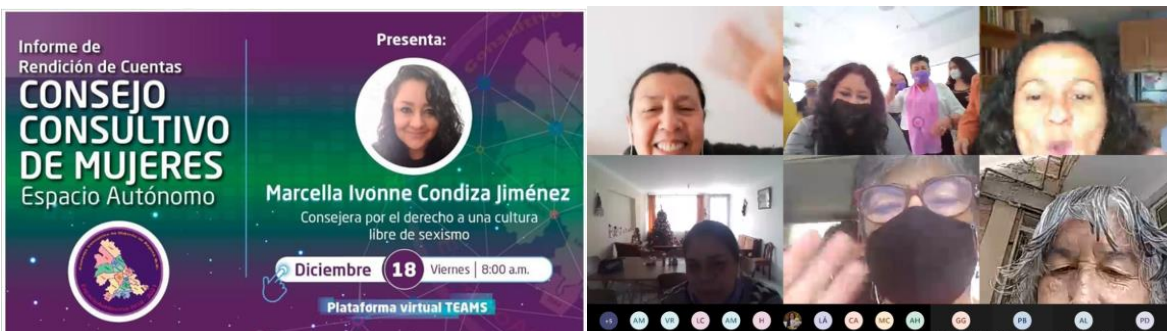 Informe de
Rendición de Cuentas
CONSEJO
CONSULTIVO
DE MUJERES
Espacio Autónomo
Presenta:
Marcella Ivonne Condiza Jiménez
Consejera por el derecho a una cultura
libre de sexismo
Diciembre 18 Viernes | 8:00 a.m.
Plataforma virtual TEAMS
+5 AM VR LC AM H LÁ CA MC AH GG PB AL PD